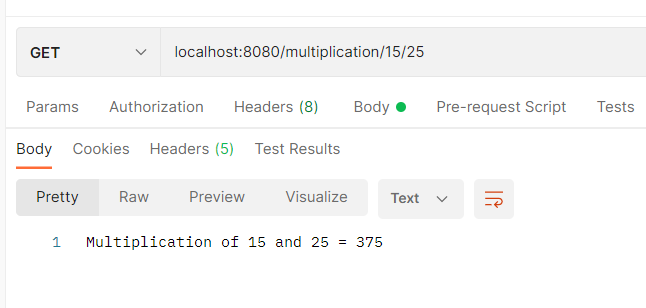 GET localhost:8080/multiplication/15/25
Params Authorization Headers (8) Body Pre-request Script Tests
Body Cookies Headers (5) Test Results
Pretty Raw Preview Visualize Text
1 Multiplication of 15 and 25 = 375